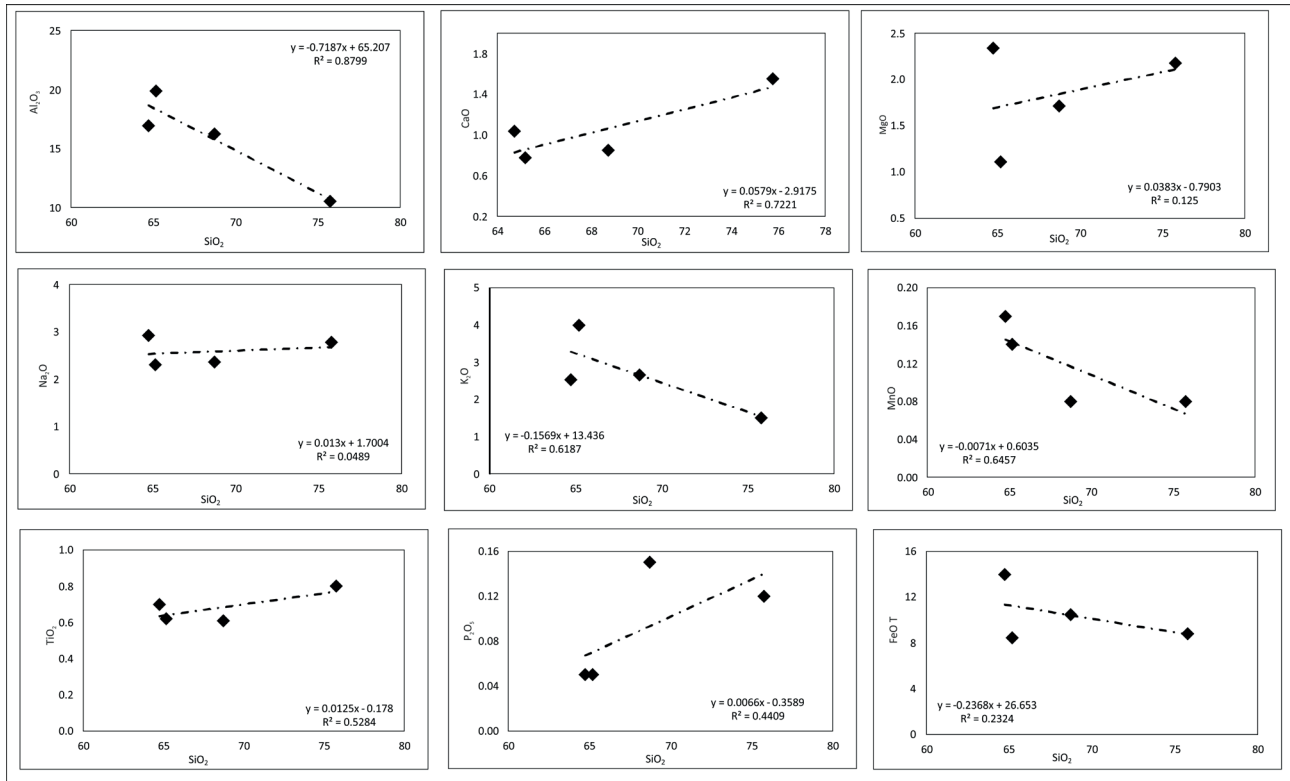 25
20
15
10
60
65
70
75
80
Al₂O₃
SiO₂
y = -0.7187x + 65.207
R² = 0.8799
1.8
1.4
1.0
0.6
0.2
64
66
68
70
72
74
76
78
CaO
SiO₂
y = 0.0579x - 2.9175
R² = 0.7221
2.5
2.0
1.5
1.0
0.5
60
65
70
75
80
MgO
SiO₂
y = 0.0383x - 0.7903
R² = 0.125
4
3
2
1
0
60
65
70
75
80
Na₂O
SiO₂
y = 0.013x + 1.7004
R² = 0.0489
5
4
3
2
1
0
60
65
70
75
80
K₂O
SiO₂
y = -0.1569x + 13.436
R² = 0.6187
0.20
0.16
0.12
0.08
0.04
0.00
60
65
70
75
80
MnO
SiO₂
y = -0.0071x + 0.6035
R² = 0.6457
1.0
0.8
0.6
0.4
0.2
0.0
60
65
70
75
80
TiO₂
SiO₂
y = 0.0125x - 0.178
R² = 0.5284
0.16
0.12
0.08
0.04
0.00
60
65
70
75
80
P₂O₅
SiO₂
y = 0.0066x - 0.3589
R² = 0.4409
16
12
8
4
0
60
65
70
75
80
FeO T
SiO₂
y = -0.2368x + 26.653
R² = 0.2324